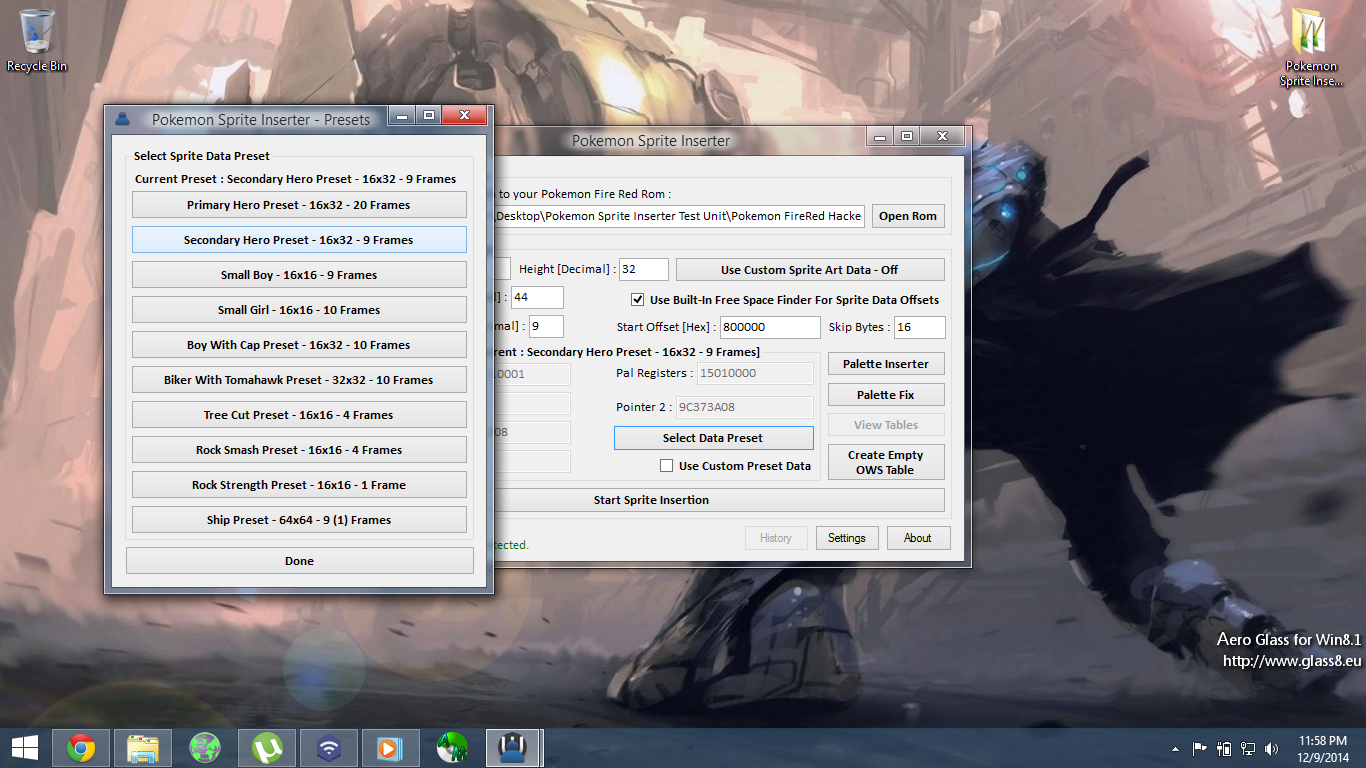 Recycle Bin
Pokemon
Sprite Inse...
Pokemon Sprite Inserter - Presets
Select Sprite Data Preset
Current Preset : Secondary Hero Preset - 16x32 - 9 Frames
Primary Hero Preset - 16x32 - 20 Frames
Secondary Hero Preset - 16x32 - 9 Frames
Small Boy - 16x16 - 9 Frames
Small Girl - 16x16 - 10 Frames
Boy With Cap Preset - 16x32 - 10 Frames
Biker With Tomahawk Preset - 32x32 - 10 Frames
Tree Cut Preset - 16x16 - 4 Frames
Rock Smash Preset - 16x16 - 4 Frames
Rock Strength Preset - 16x16 - 1 Frame
Ship Preset - 64x64 - 9 (1) Frames
Done
Pokemon Sprite Inserter
to your Pokemon Fire Red Rom :
\Desktop\Pokemon Sprite Inserter Test Unit\Pokemon FireRed Hacke
Open Rom
Height [Decimal] : 32
Use Custom Sprite Art Data - Off
l] : 44
Use Built-In Free Space Finder For Sprite Data Offsets
mal] : 9
Start Offset [Hex] : 800000
Skip Bytes : 16
rent : Secondary Hero Preset - 16x32 - 9 Frames]
0001
Pal Registers : 15010000
Pointer 2 : 9C373A08
08
Select Data Preset
Use Custom Preset Data
Palette Inserter
Palette Fix
View Tables
Create Empty
OWS Table
Start Sprite Insertion
tected.
History
Settings
About
Aero Glass for Win8.1
http://www.glass8.eu
11:58 PM
12/9/2014